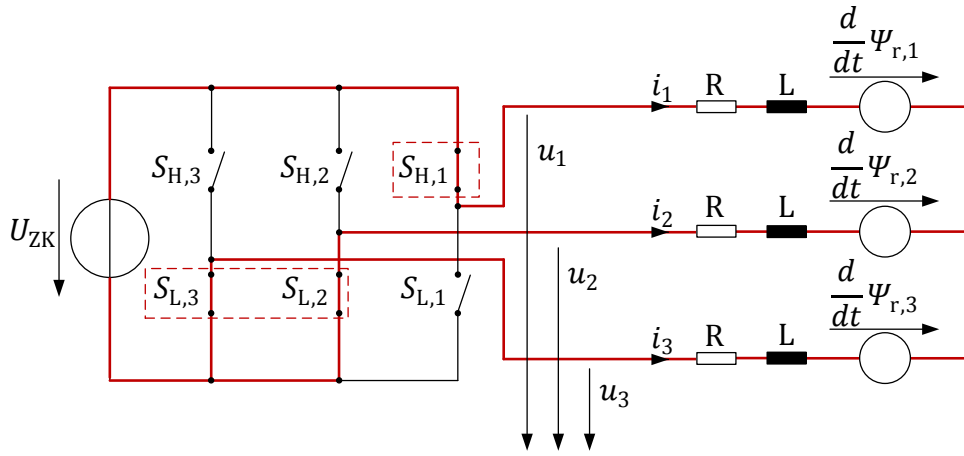 d
dt Ψr,1
i1 R L
SH,3 SH,2 SH,1
u1
d
dt Ψr,2
UZK
i2 R L
SL,3 SL,2 SL,1
u2
d
dt Ψr,3
i3 R L
u3